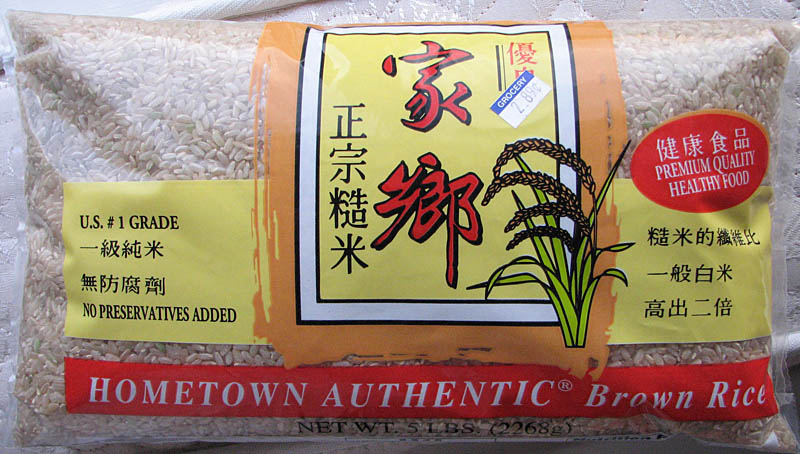 家鄉
正宗糙米
優
GROCERY
健康食品
PREMIUM QUALITY
HEALTHY FOOD
U.S. # 1 GRADE
一級純米
無防腐劑
NO PRESERVATIVES ADDED
糙米的纖維比
一般白米
高出二倍
HOMETOWN AUTHENTIC® Brown Rice
NET WT. 5 LBS. (2268g)